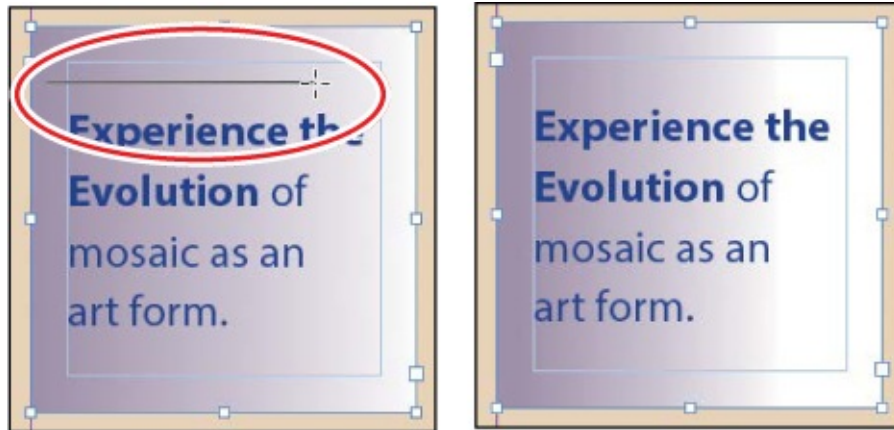 Experience the
Evolution of
mosaic as an
art form.
Experience the
Evolution of
mosaic as an
art form.